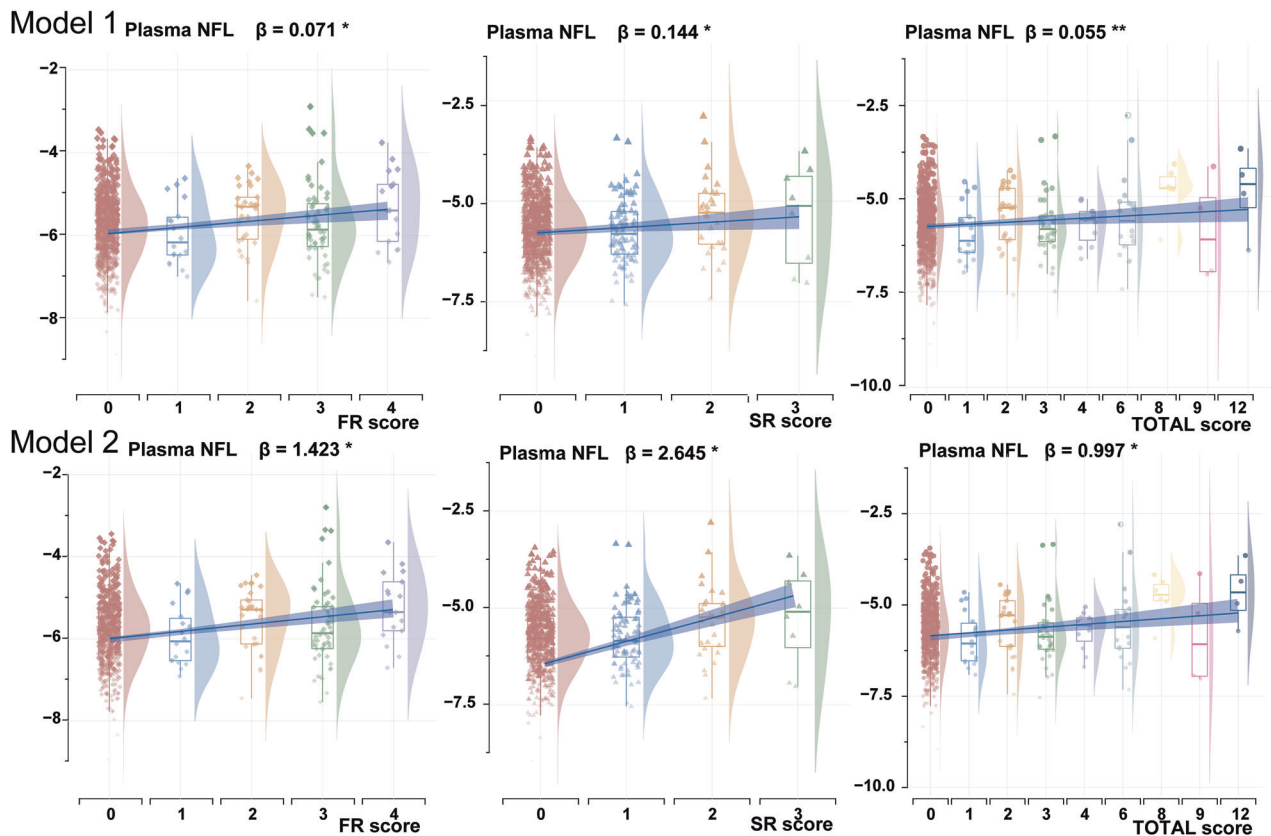 Model 1
Plasma NFL β = 0.071 *
−2
−4
−6
−8
0 1 2 3 4
FR score
Plasma NFL β = 0.144 *
−2.5
−5.0
−7.5
0 1 2 3
SR score
Plasma NFL β = 0.055 **
−2.5
−5.0
−7.5
−10.0
0 1 2 3 4 6 8 9 12
TOTAL score
Model 2
Plasma NFL β = 1.423 *
−2
−4
−6
−8
0 1 2 3 4
FR score
Plasma NFL β = 2.645 *
−2.5
−5.0
−7.5
0 1 2 3
SR score
Plasma NFL β = 0.997 *
−2.5
−5.0
−7.5
−10.0
0 1 2 3 4 6 8 9 12
TOTAL score